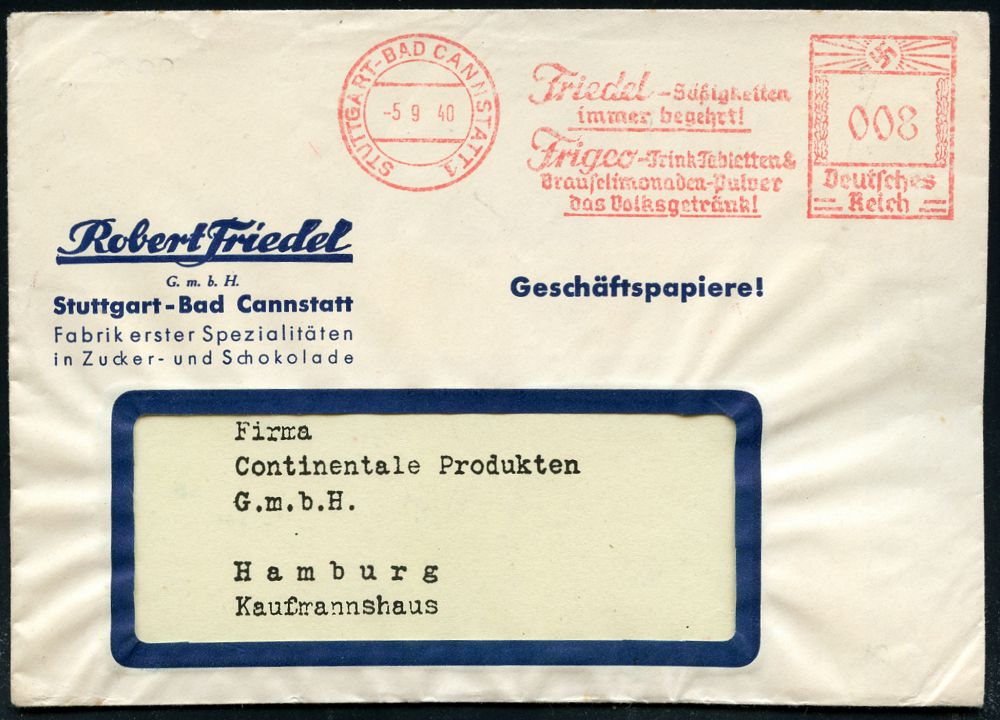 STUTTGART-BAD CANNSTATT 1
-5 9 40
Friedel-Süßigkeiten
immer begehrt!
Frigeo-Trink-Tabletten &
Brauselimonaden-Pulver
das Volksgetränk!
008
Deutsches
Reich
Robert Friedel
G. m. b. H.
Stuttgart-Bad Cannstatt
Fabrik erster Spezialitäten
in Zucker- und Schokolade
Geschäftspapiere!
Firma
Continentale Produkten
G.m.b.H.
Hamburg
Kaufmannshaus